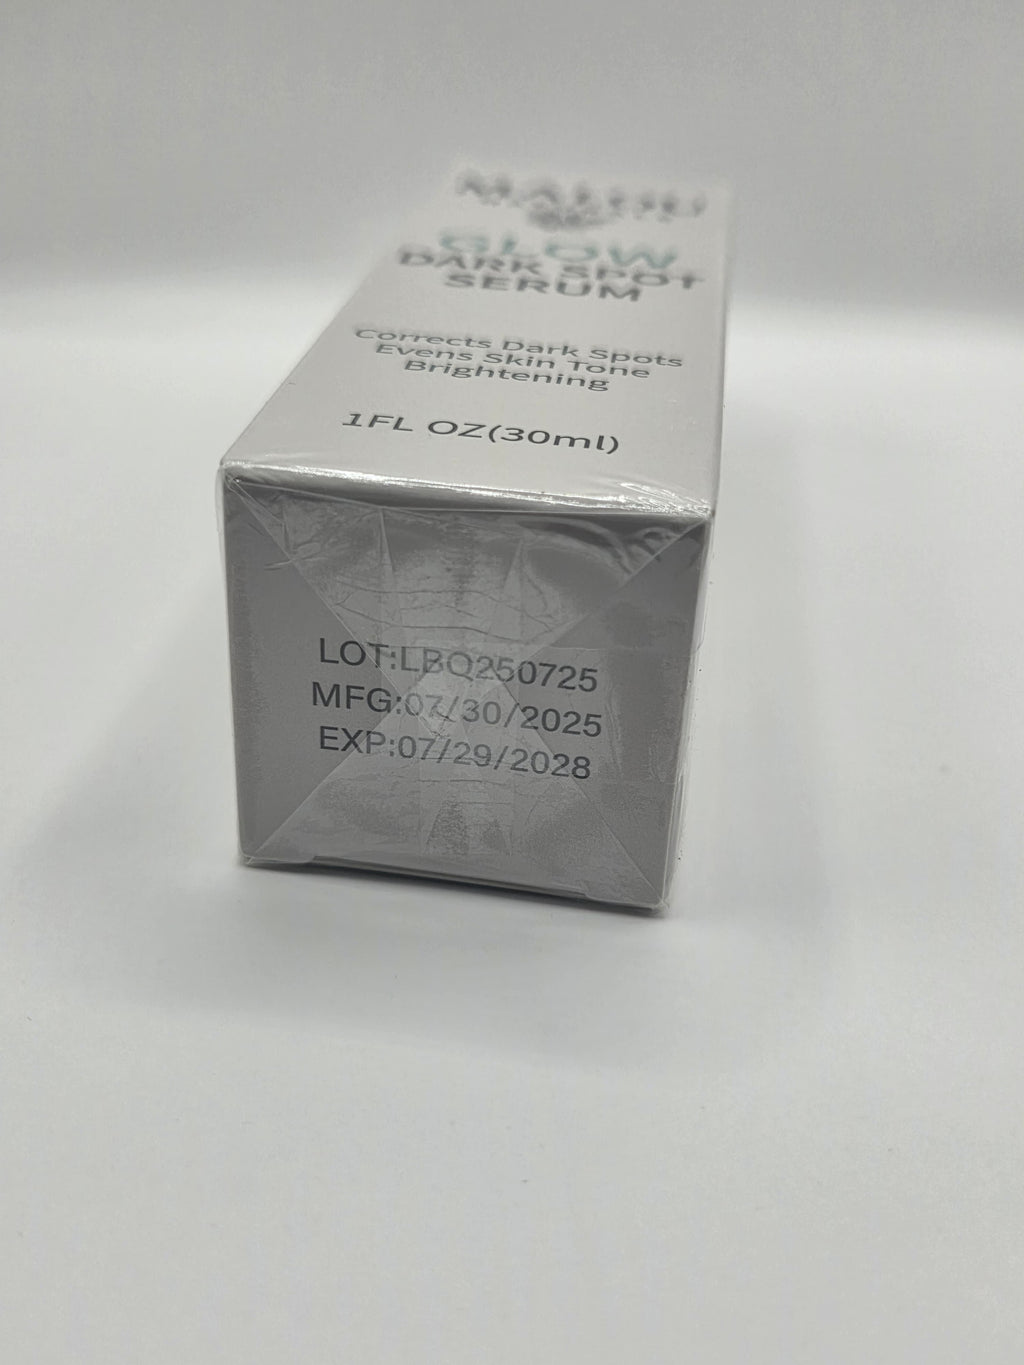 GLOW
DARK SPOT
SERUM
Corrects Dark Spots
Evens Skin Tone
Brightening
1FL OZ(30ml)
LOT:LBQ250725
MFG:07/30/2025
EXP:07/29/2028